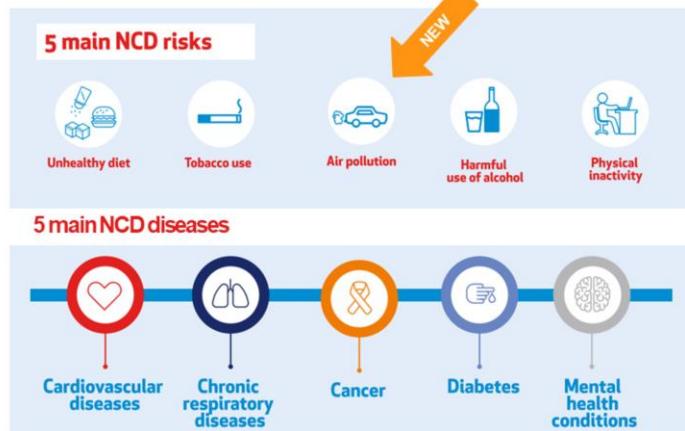 NEW
5 main NCD risks
Unhealthy diet
Tobacco use
Air pollution
Harmful
use of alcohol
Physical
inactivity
5 main NCD diseases
Cardiovascular
diseases
Chronic
respiratory
diseases
Cancer
Diabetes
Mental
health
conditions